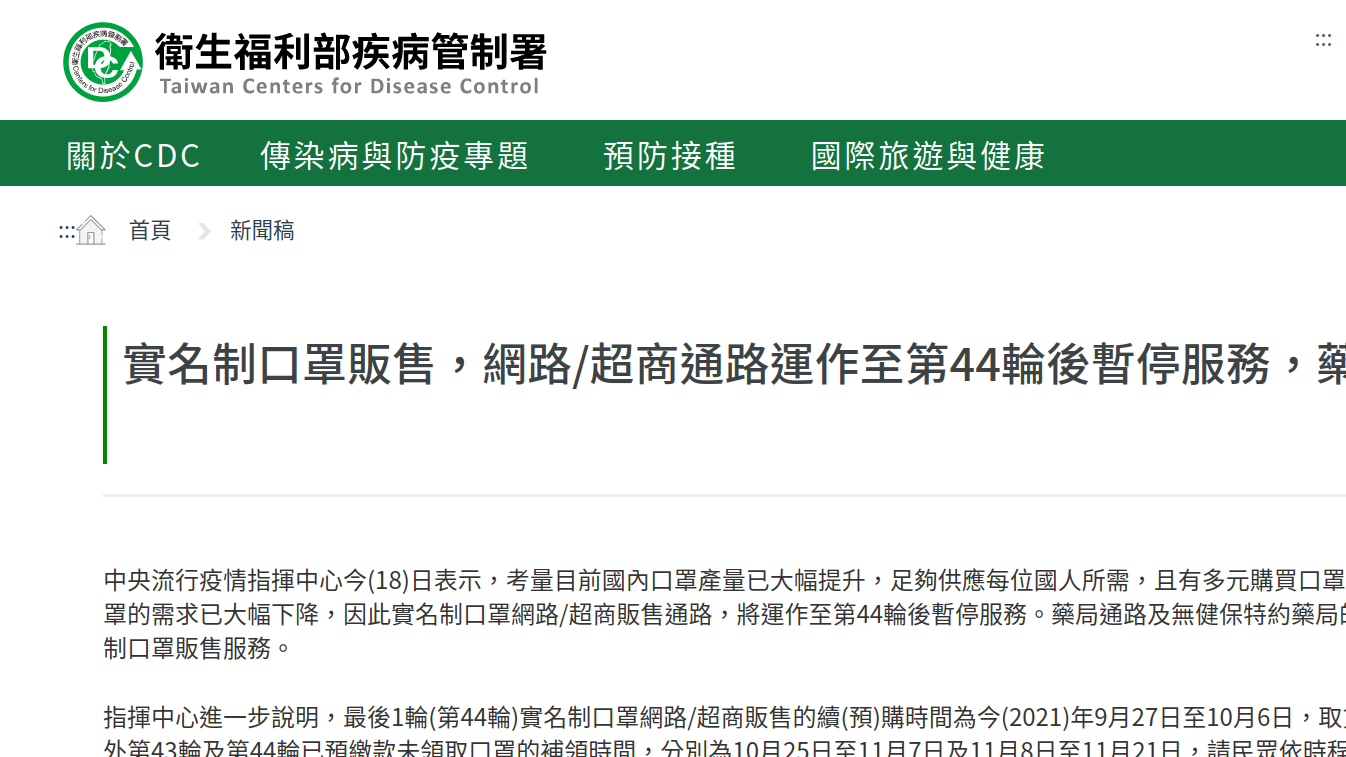 衛生福利部疾病管制署
Taiwan Centers for Disease Control
:::
關於CDC 傳染病與防疫專題 預防接種 國際旅遊與健康
::: 首頁 新聞稿
實名制口罩販售，網路/超商通路運作至第44輪後暫停服務，藥
中央流行疫情指揮中心今(18)日表示，考量目前國內口罩產量已大幅提升，足夠供應每位國人所需，且有多元購買口罩
罩的需求已大幅下降，因此實名制口罩網路/超商販售通路，將運作至第44輪後暫停服務。藥局通路及無健保特約藥局的
制口罩販售服務。
指揮中心進一步說明，最後1輪(第44輪)實名制口罩網路/超商販售的續(預)購時間為今(2021)年9月27日至10月6日，取
外第43輪及第44輪已預繳款未領取口罩的補領時間，分別為10月25日至11月7日及11月8日至11月21日，請民眾依時程